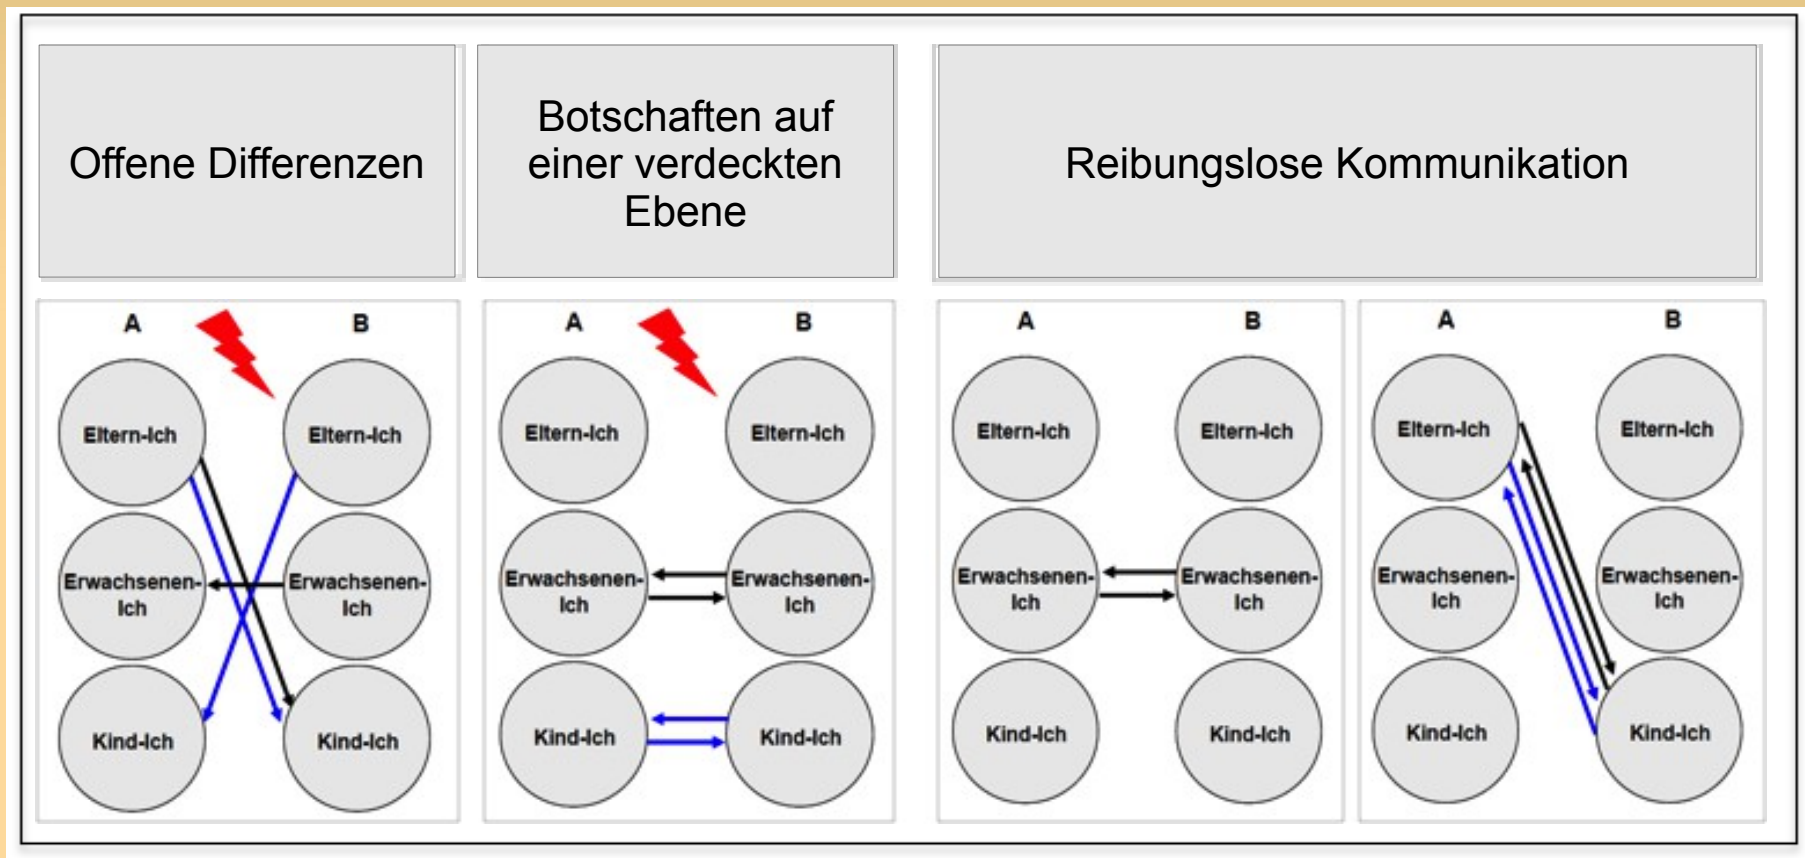 Offene Differenzen
Botschaften auf
einer verdeckten
Ebene
Reibungslose Kommunikation
A
B
Eltern-Ich
Eltern-Ich
Erwachsenen-
Ich
Erwachsenen-
Ich
Kind-Ich
Kind-Ich
A
B
Eltern-Ich
Eltern-Ich
Erwachsenen-
Ich
Erwachsenen-
Ich
Kind-Ich
Kind-Ich
A
B
Eltern-Ich
Eltern-Ich
Erwachsenen-
Ich
Erwachsenen-
Ich
Kind-Ich
Kind-Ich
A
B
Eltern-Ich
Eltern-Ich
Erwachsenen-
Ich
Erwachsenen-
Ich
Kind-Ich
Kind-Ich